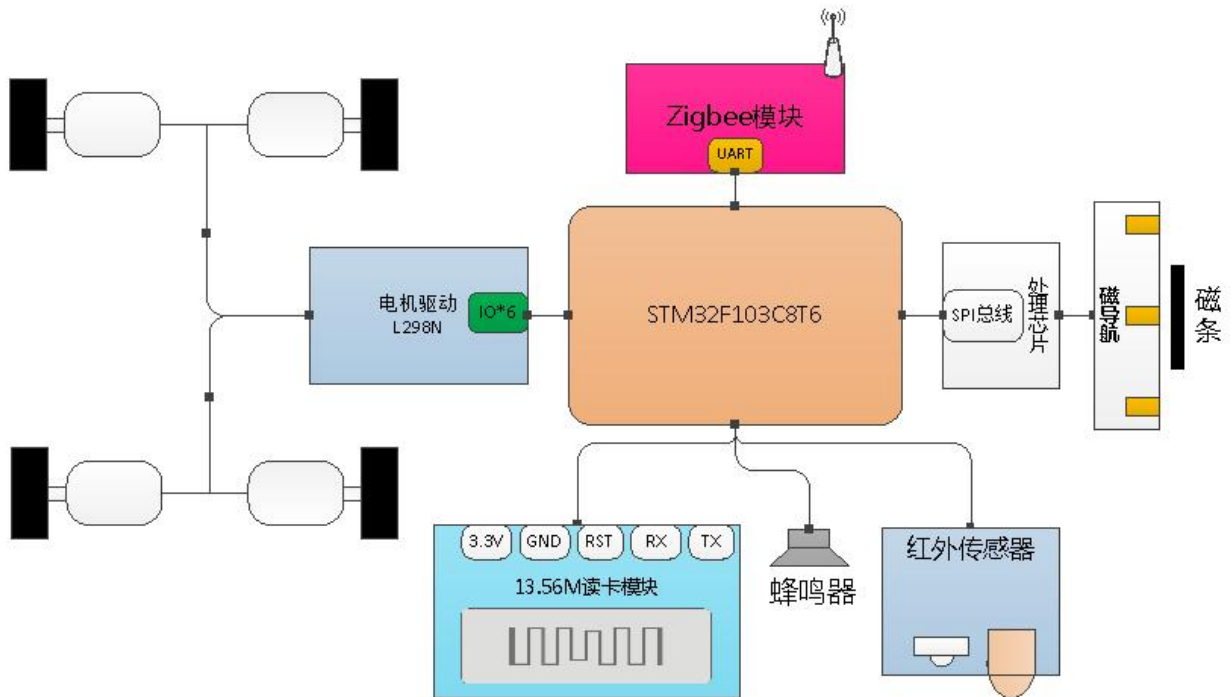 Zigbee模块
UART
电机驱动
L298N
IO*6
STM32F103C8T6
SPI总线
处理芯片
磁导航
磁条
3.3V
GND
RST
RX
TX
13.56M读卡模块
蜂鸣器
红外传感器